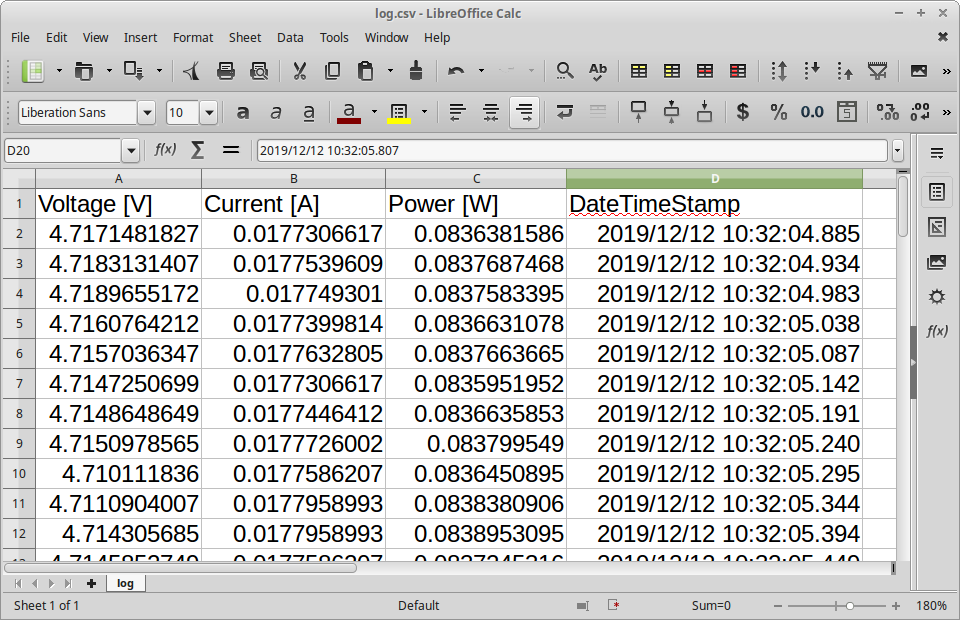 log.csv - LibreOffice Calc
File Edit View Insert Format Sheet Data Tools Window Help
Liberation Sans 10 a a a a $ % 0.0
D20 f(x) Σ = 2019/12/12 10:32:05.807
A B C D
1 Voltage [V] Current [A] Power [W] DateTimeStamp
2 4.7171481827 0.0177306617 0.0836381586 2019/12/12 10:32:04.885
3 4.7183131407 0.0177539609 0.0837687468 2019/12/12 10:32:04.934
4 4.7189655172 0.017749301 0.0837583395 2019/12/12 10:32:04.983
5 4.7160764212 0.0177399814 0.0836631078 2019/12/12 10:32:05.038
6 4.7157036347 0.0177632805 0.0837663665 2019/12/12 10:32:05.087
7 4.7147250699 0.0177306617 0.0835951952 2019/12/12 10:32:05.142
8 4.7148648649 0.0177446412 0.0836635853 2019/12/12 10:32:05.191
9 4.7150978565 0.0177726002 0.083799549 2019/12/12 10:32:05.240
10 4.710111836 0.0177586207 0.0836450895 2019/12/12 10:32:05.295
11 4.7110904007 0.0177958993 0.0838380906 2019/12/12 10:32:05.344
12 4.714305685 0.0177958993 0.0838953095 2019/12/12 10:32:05.394
f(x)
log
Sheet 1 of 1 Default Sum=0 180%